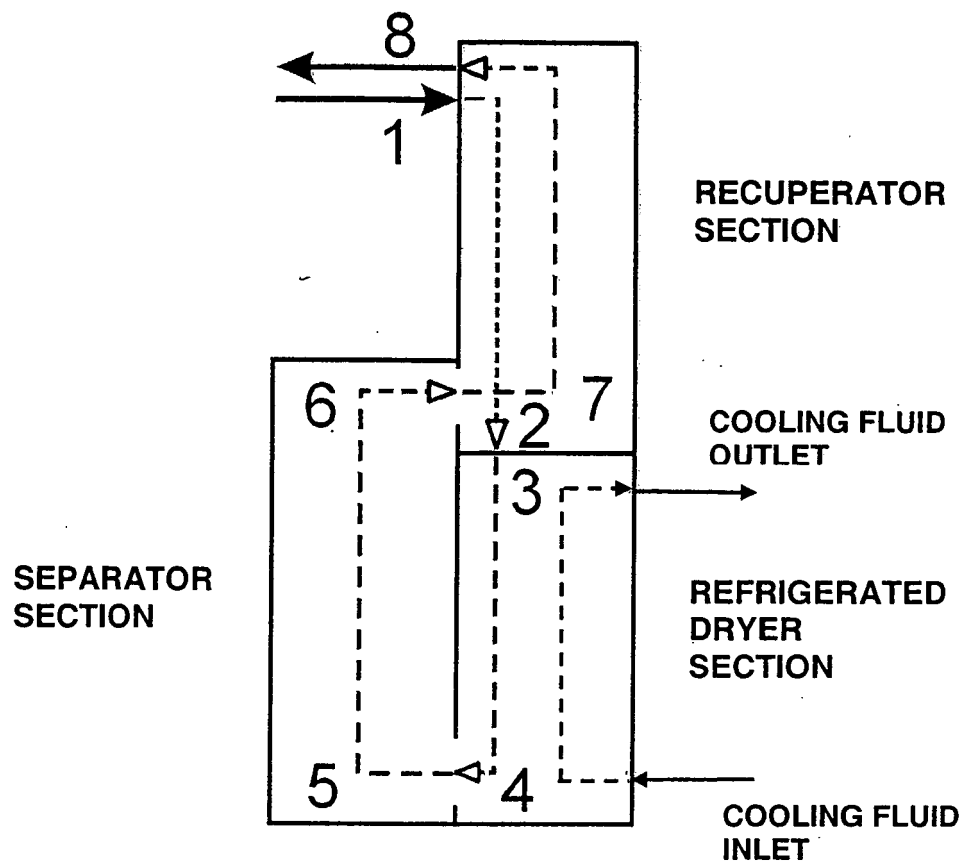 8
1
RECUPERATOR
SECTION
6
2
7
COOLING FLUID
OUTLET
3
SEPARATOR
SECTION
REFRIGERATED
DRYER
SECTION
5
4
COOLING FLUID
INLET